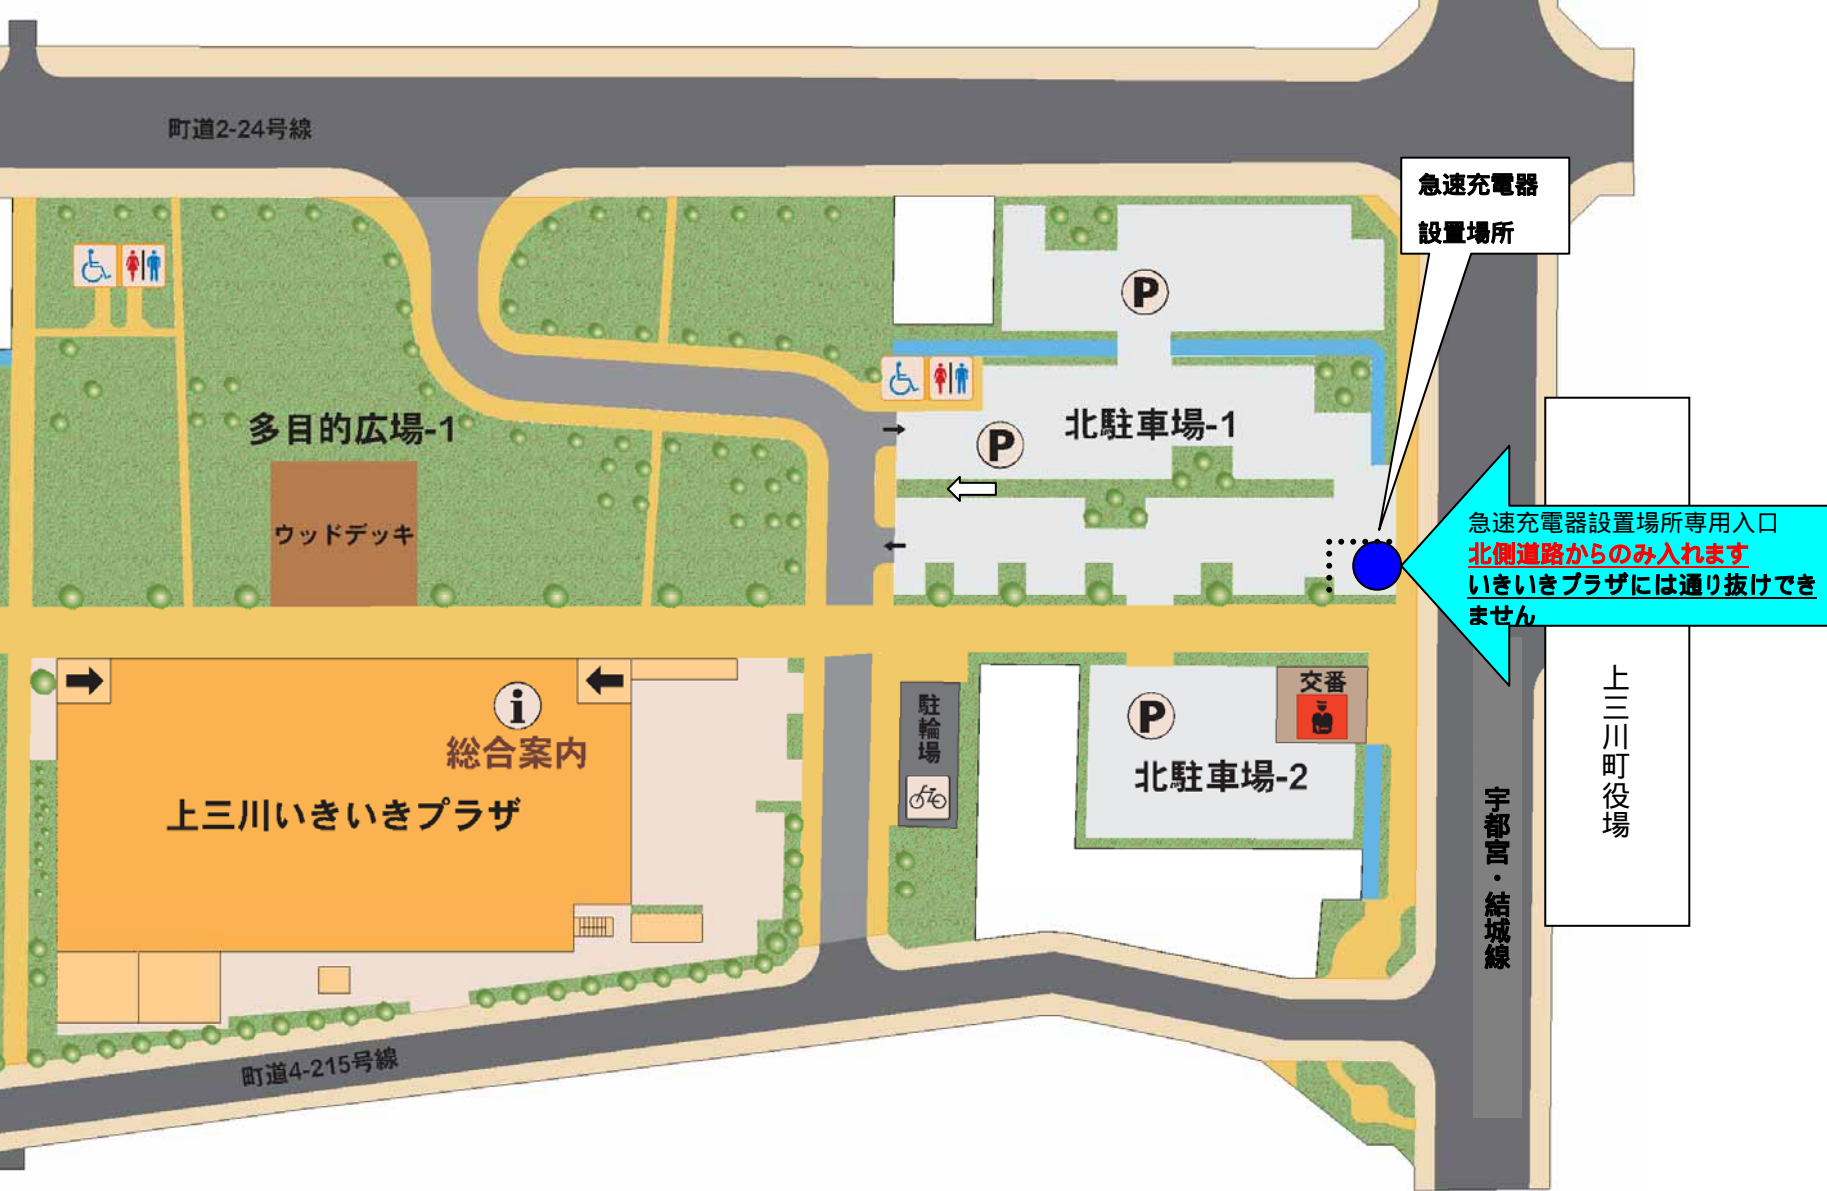 町道2-24号線
急速充電器
設置場所
P
多目的広場-1
北駐車場-1
P
ウッドデッキ
急速充電器設置場所専用入口
北側道路からのみ入れます
いきいきプラザには通り抜けでき
ません
i
総合案内
上三川いきいきプラザ
駐輪場
P
交番
北駐車場-2
上三川町役場
宇都宮・結城線
町道4-215号線